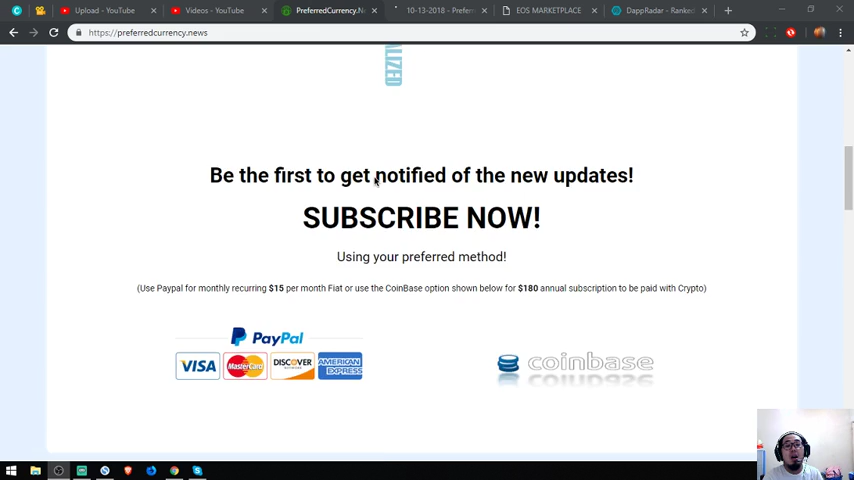 Upload - YouTube
Videos - YouTube
PreferredCurrency.N
10-13-2018 - Prefer
EOS MARKETPLACE
DappRadar - Ranked
https://preferredcurrency.news
ALIZED
Be the first to get notified of the new updates!
SUBSCRIBE NOW!
Using your preferred method!
(Use Paypal for monthly recurring $15 per month Fiat or use the CoinBase option shown below for $180 annual subscription to be paid with Crypto)
PayPal
VISA MasterCard DISCOVER NETWORK AMERICAN EXPRESS
coinbase